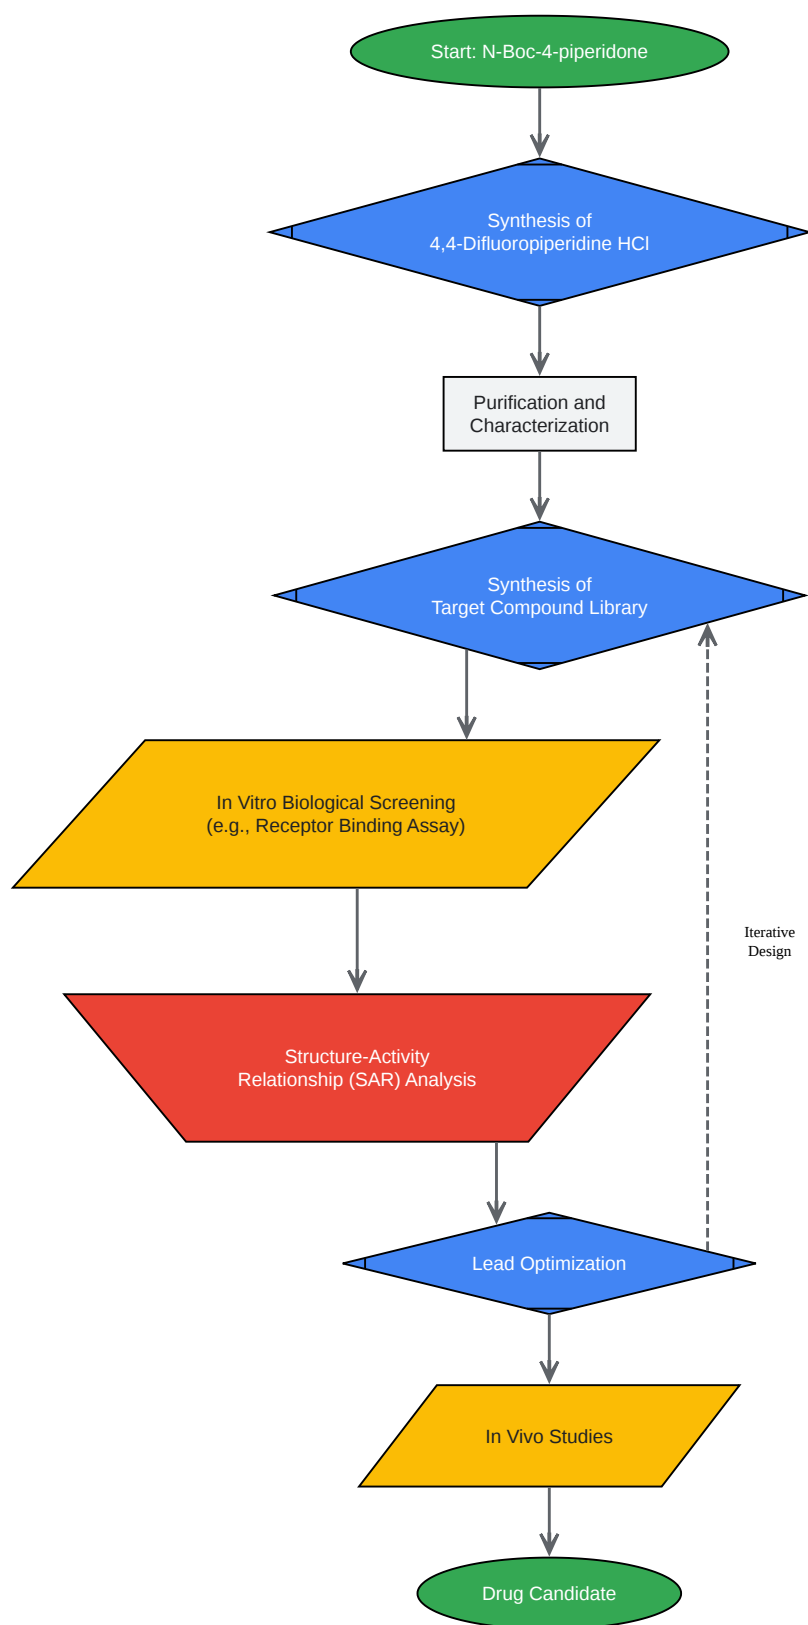 Start: N-Boc-4-piperidone
Synthesis of
4,4-Difluoropiperidine HCl
Purification and
Characterization
Synthesis of
Target Compound Library
In Vitro Biological Screening
(e.g., Receptor Binding Assay)
Iterative
Design
Structure-Activity
Relationship (SAR) Analysis
Lead Optimization
In Vivo Studies
Drug Candidate